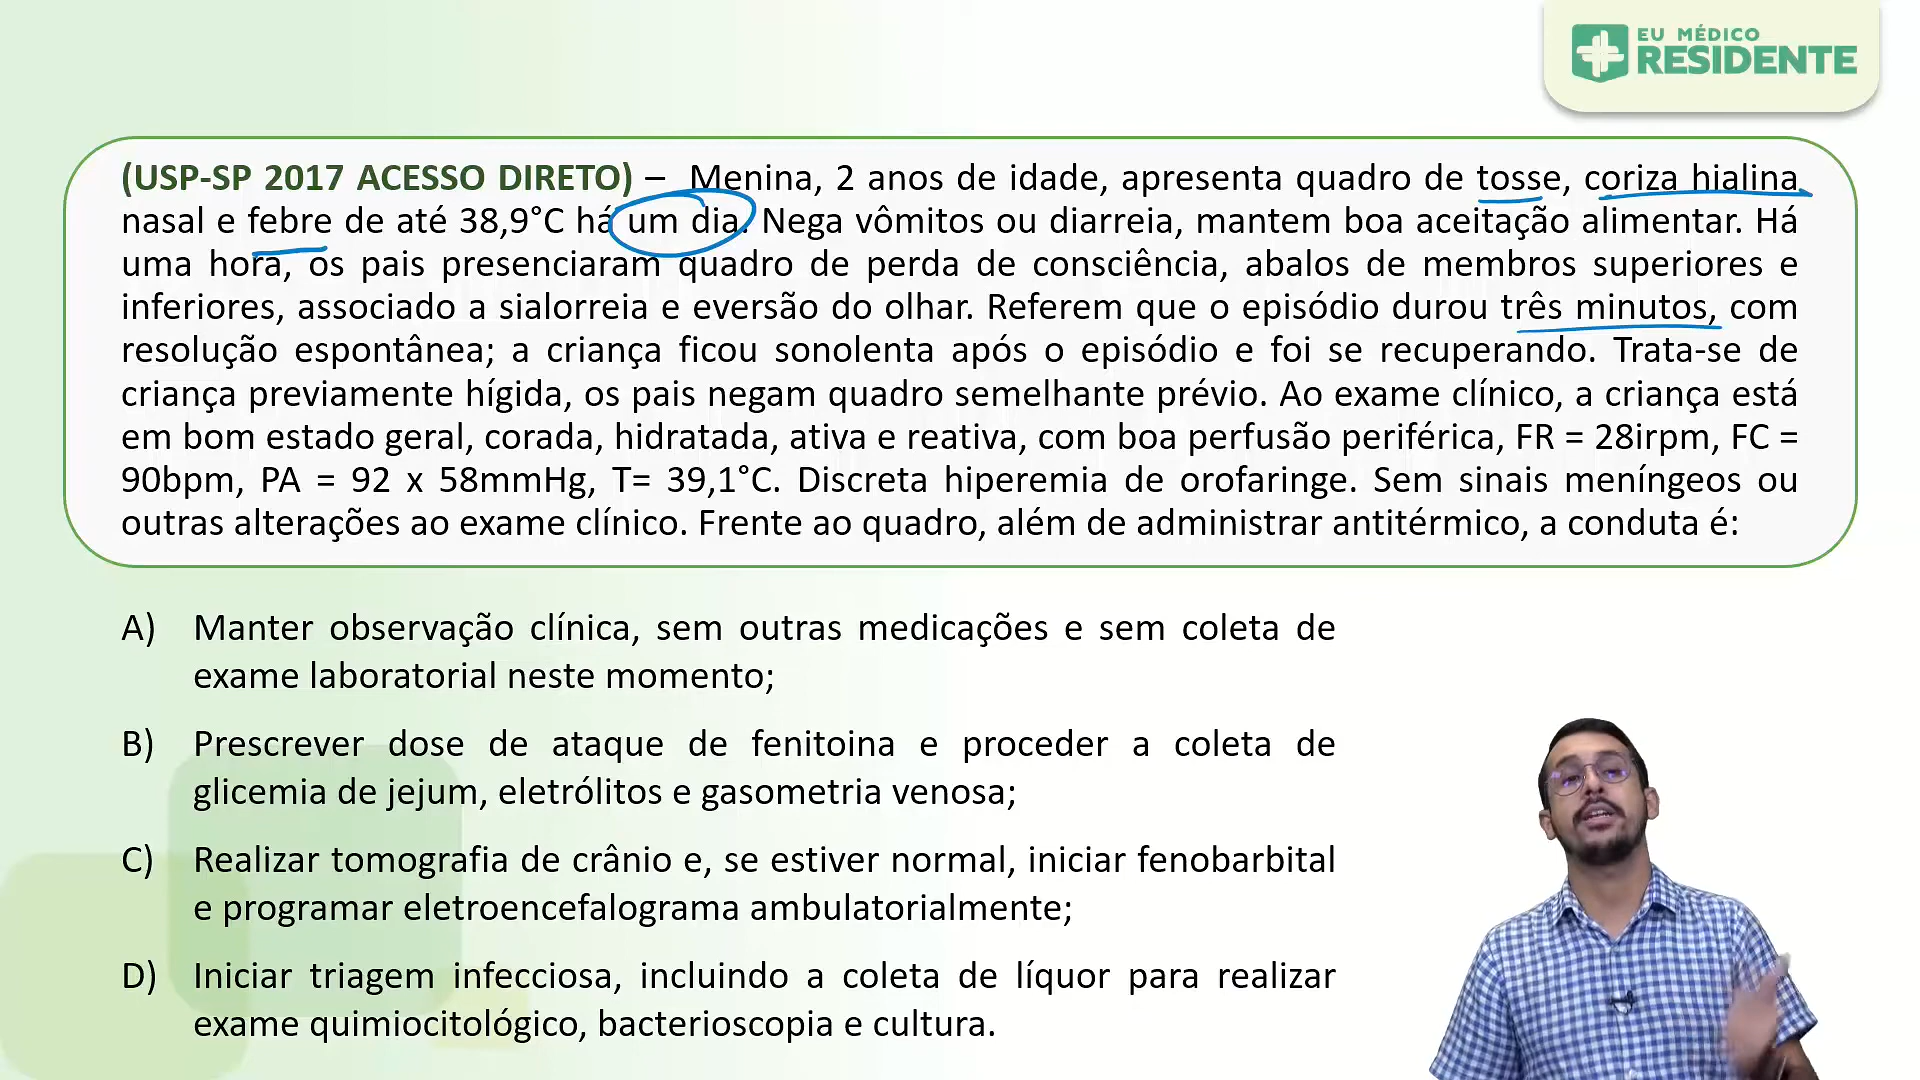 EU MÉDICO
RESIDENTE
(USP-SP 2017 ACESSO DIRETO) – Menina, 2 anos de idade, apresenta quadro de tosse, coriza hialina
nasal e febre de até 38,9°C há um dia. Nega vômitos ou diarreia, mantem boa aceitação alimentar. Há
uma hora, os pais presenciaram quadro de perda de consciência, abalos de membros superiores e
inferiores, associado a sialorreia e eversão do olhar. Referem que o episódio durou três minutos, com
resolução espontânea; a criança ficou sonolenta após o episódio e foi se recuperando. Trata-se de
criança previamente hígida, os pais negam quadro semelhante prévio. Ao exame clínico, a criança está
em bom estado geral, corada, hidratada, ativa e reativa, com boa perfusão periférica, FR = 28irpm, FC =
90bpm, PA = 92 x 58mmHg, T= 39,1°C. Discreta hiperemia de orofaringe. Sem sinais meníngeos ou
outras alterações ao exame clínico. Frente ao quadro, além de administrar antitérmico, a conduta é:
A) Manter observação clínica, sem outras medicações e sem coleta de
exame laboratorial neste momento;
B) Prescrever dose de ataque de fenitoina e proceder a coleta de
glicemia de jejum, eletrólitos e gasometria venosa;
C) Realizar tomografia de crânio e, se estiver normal, iniciar fenobarbital
e programar eletroencefalograma ambulatorialmente;
D) Iniciar triagem infecciosa, incluindo a coleta de líquor para realizar
exame quimiocitológico, bacterioscopia e cultura.